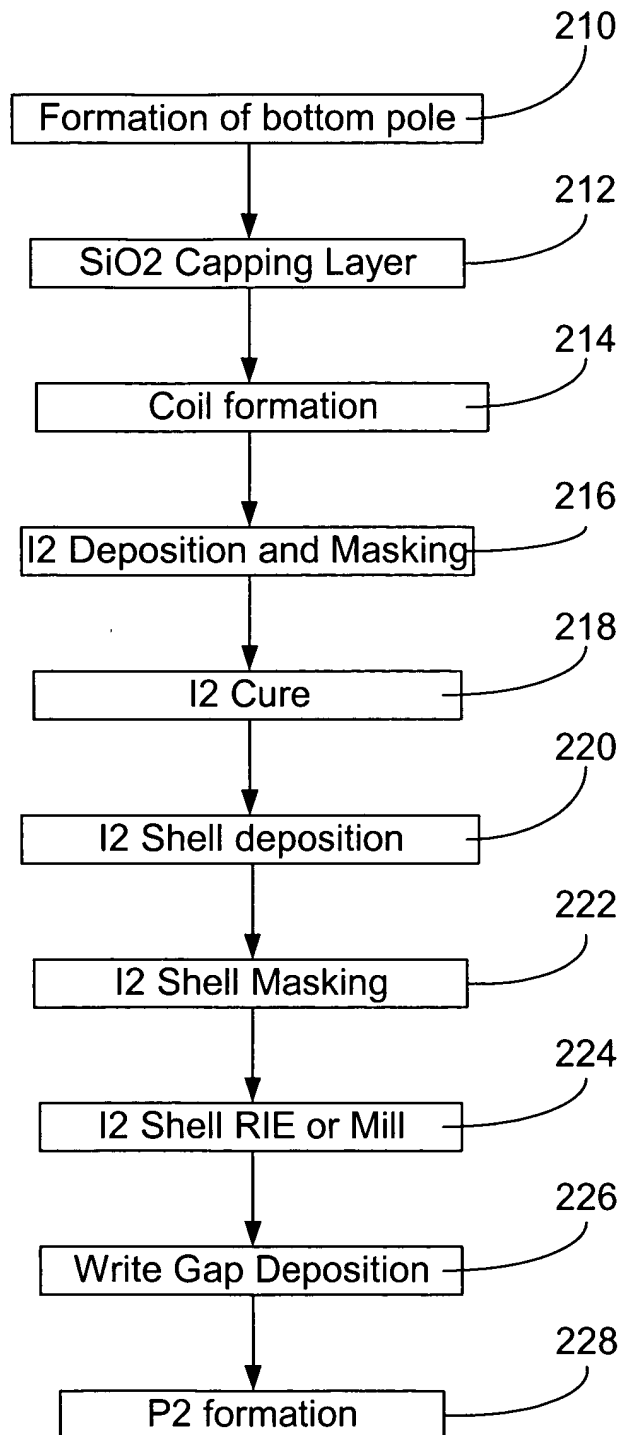 210
Formation of bottom pole
212
SiO2 Capping Layer
214
Coil formation
216
I2 Deposition and Masking
218
I2 Cure
220
I2 Shell deposition
222
I2 Shell Masking
224
I2 Shell RIE or Mill
226
Write Gap Deposition
228
P2 formation